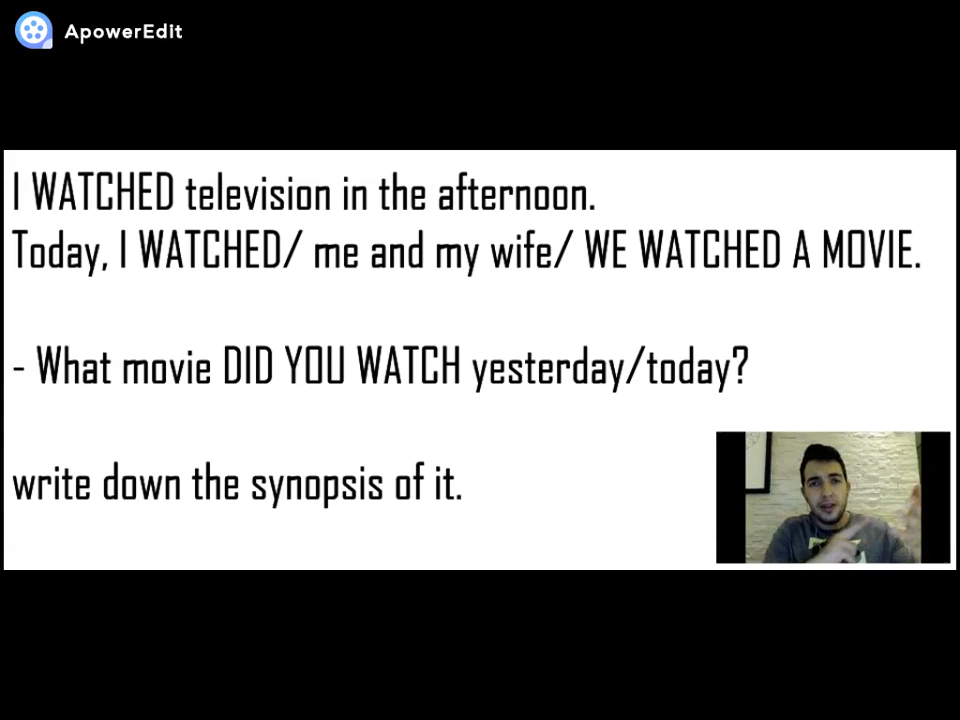 ApowerEdit
I WATCHED television in the afternoon.
Today, I WATCHED/ me and my wife/ WE WATCHED A MOVIE.
- What movie DID YOU WATCH yesterday/today?
write down the synopsis of it.